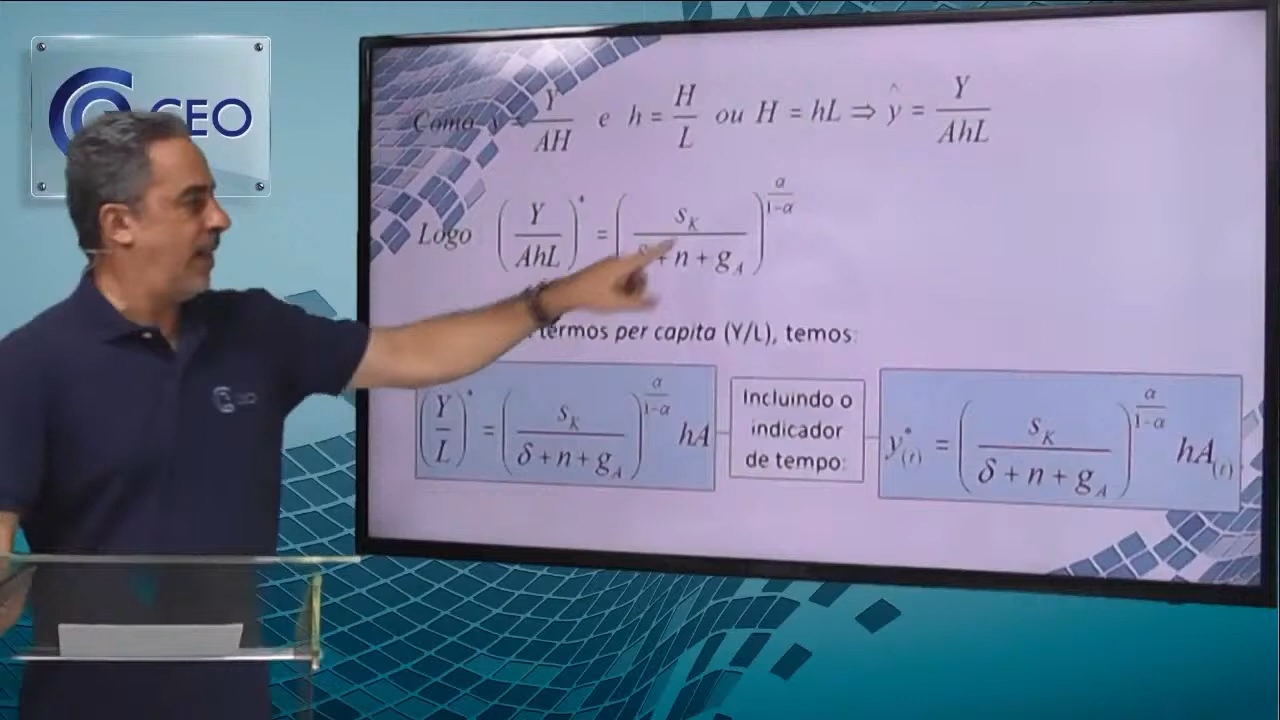 CEO
Como ŷ = Y/AH e h = H/L ou H = hL ⇒ ŷ = Y/AhL
Logo (Y/AhL)* = (s_K/δ + n + g_A)^(α/1-α)
termos per capita (Y/L), temos:
(Y/L)* = (s_K/δ + n + g_A)^(α/1-α) hA
Incluindo o
indicador
de tempo:
y*_(t) = (s_K/δ + n + g_A)^(α/1-α) hA_(t)